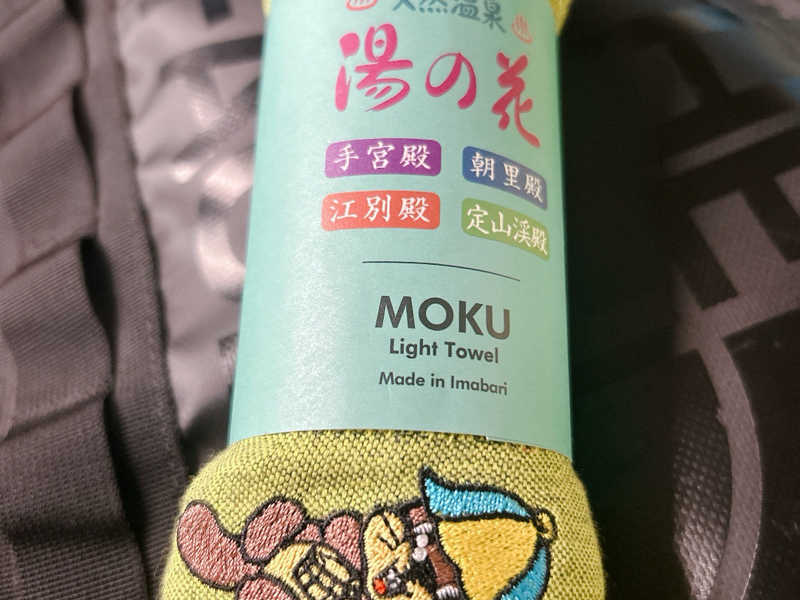 天然温泉
湯の花
手宮殿
朝里殿
江別殿
定山渓殿
MOKU
Light Towel
Made in Imabari